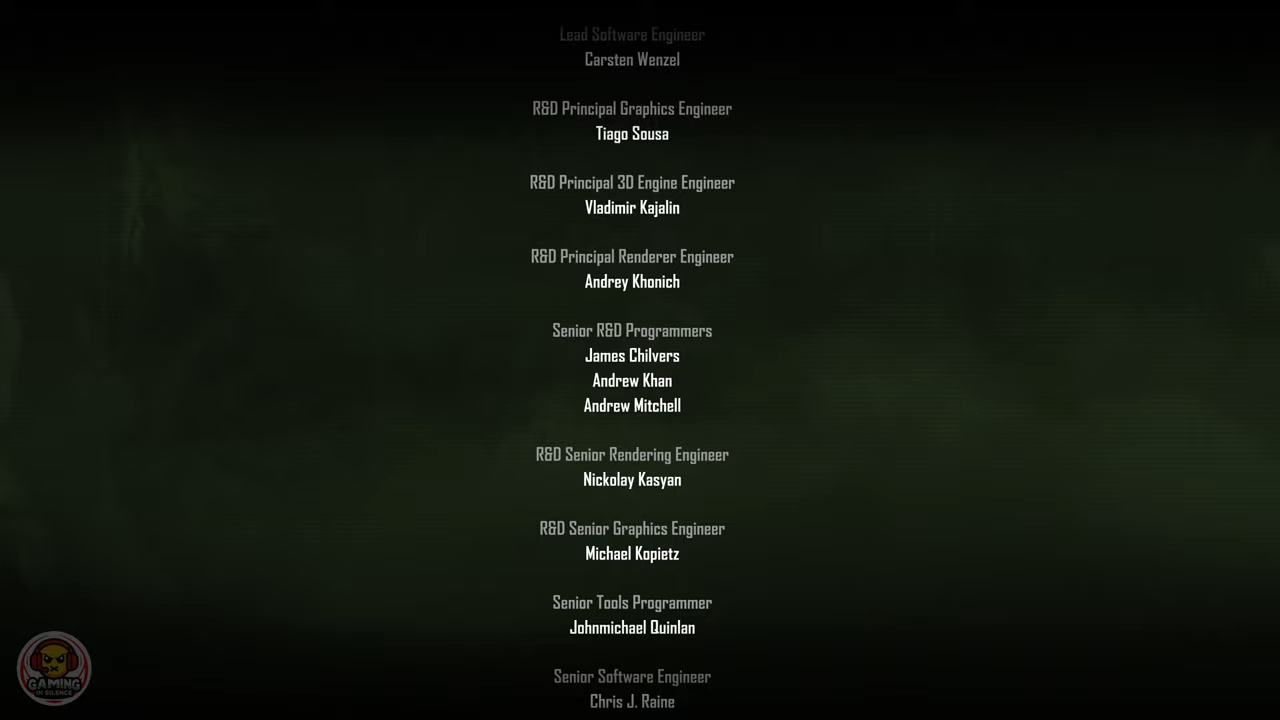 Lead Software Engineer
Carsten Wenzel
R&D Principal Graphics Engineer
Tiago Sousa
R&D Principal 3D Engine Engineer
Vladimir Kajalin
R&D Principal Renderer Engineer
Andrey Khonich
Senior R&D Programmers
James Chilvers
Andrew Khan
Andrew Mitchell
R&D Senior Rendering Engineer
Nickolay Kasyan
R&D Senior Graphics Engineer
Michael Kopietz
Senior Tools Programmer
Johnmichael Quinlan
Senior Software Engineer
Chris J. Raine
GAMING
IN SILENCE